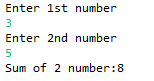 Enter 1st number
3
Enter 2nd number
5
Sum of 2 number:8